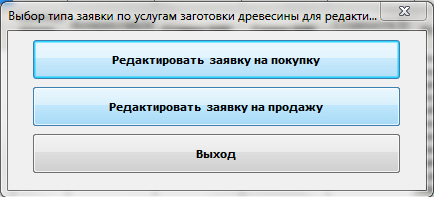 Выбор типа заявки по услугам заготовки древесины для редакти...
Редактировать заявку на покупку
Редактировать заявку на продажу
Выход